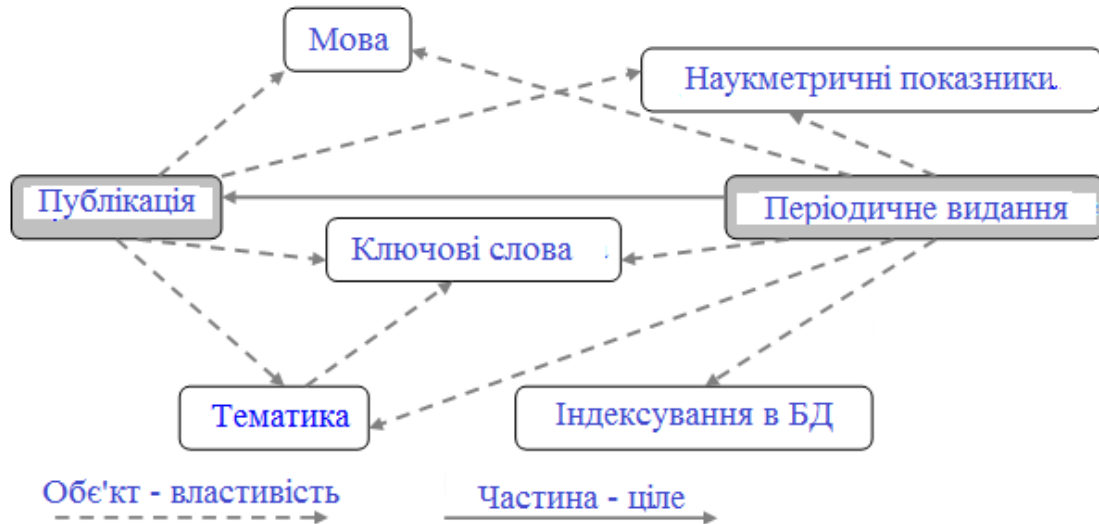 Мова
Наукметричні показники
Публікація
Періодичне видання
Ключові слова
Тематика
Індексування в БД
Обє'кт - властивість
Частина - ціле